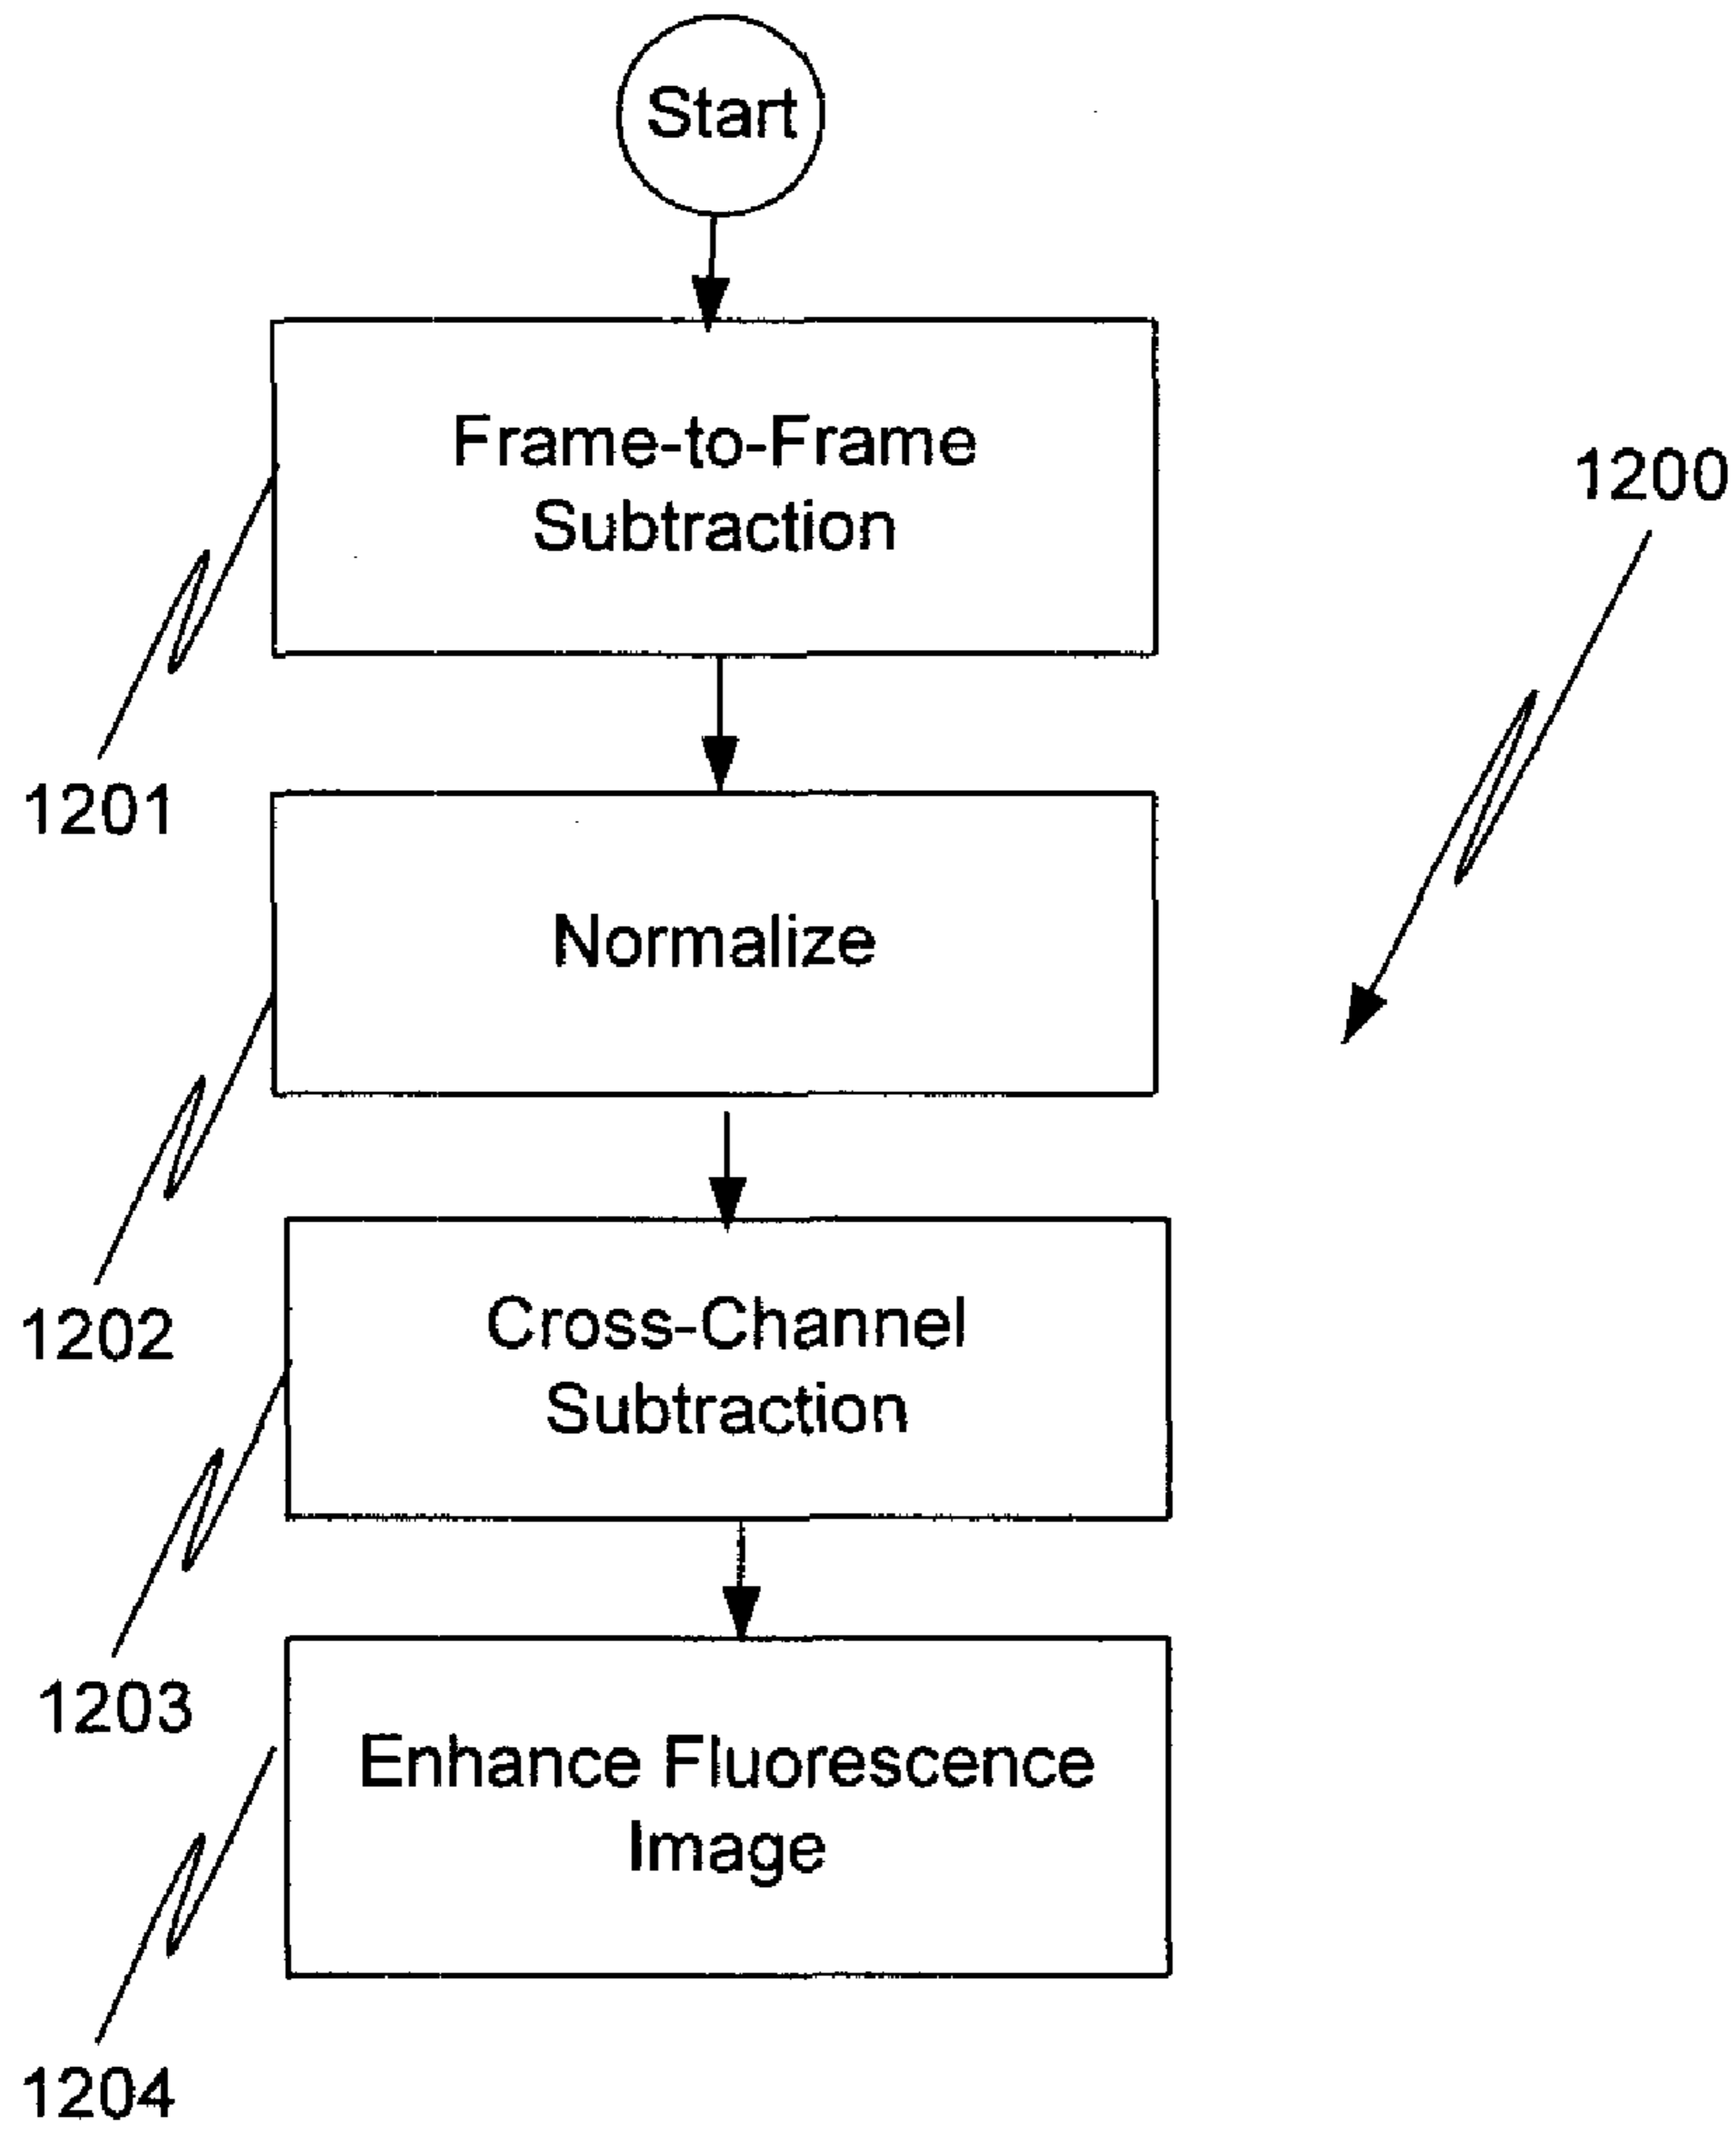 Start
Frame-to-Frame
Subtraction
1200
1201
Normalize
1202
Cross-Channel
Subtraction
1203
Enhance Fluorescence
Image
1204